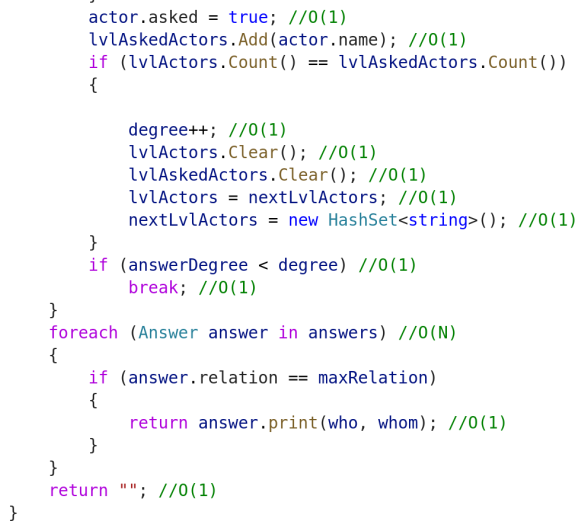 actor.asked = true; //O(1)
lvlAskedActors.Add(actor.name); //O(1)
if (lvlActors.Count() == lvlAskedActors.Count())
{
degree++; //O(1)
lvlActors.Clear(); //O(1)
lvlAskedActors.Clear(); //O(1)
lvlActors = nextLvlActors; //O(1)
nextLvlActors = new HashSet<string>(); //O(1)
}
if (answerDegree < degree) //O(1)
break; //O(1)
}
foreach (Answer answer in answers) //O(N)
{
if (answer.relation == maxRelation)
{
return answer.print(who, whom); //O(1)
}
}
return ""; //O(1)
}